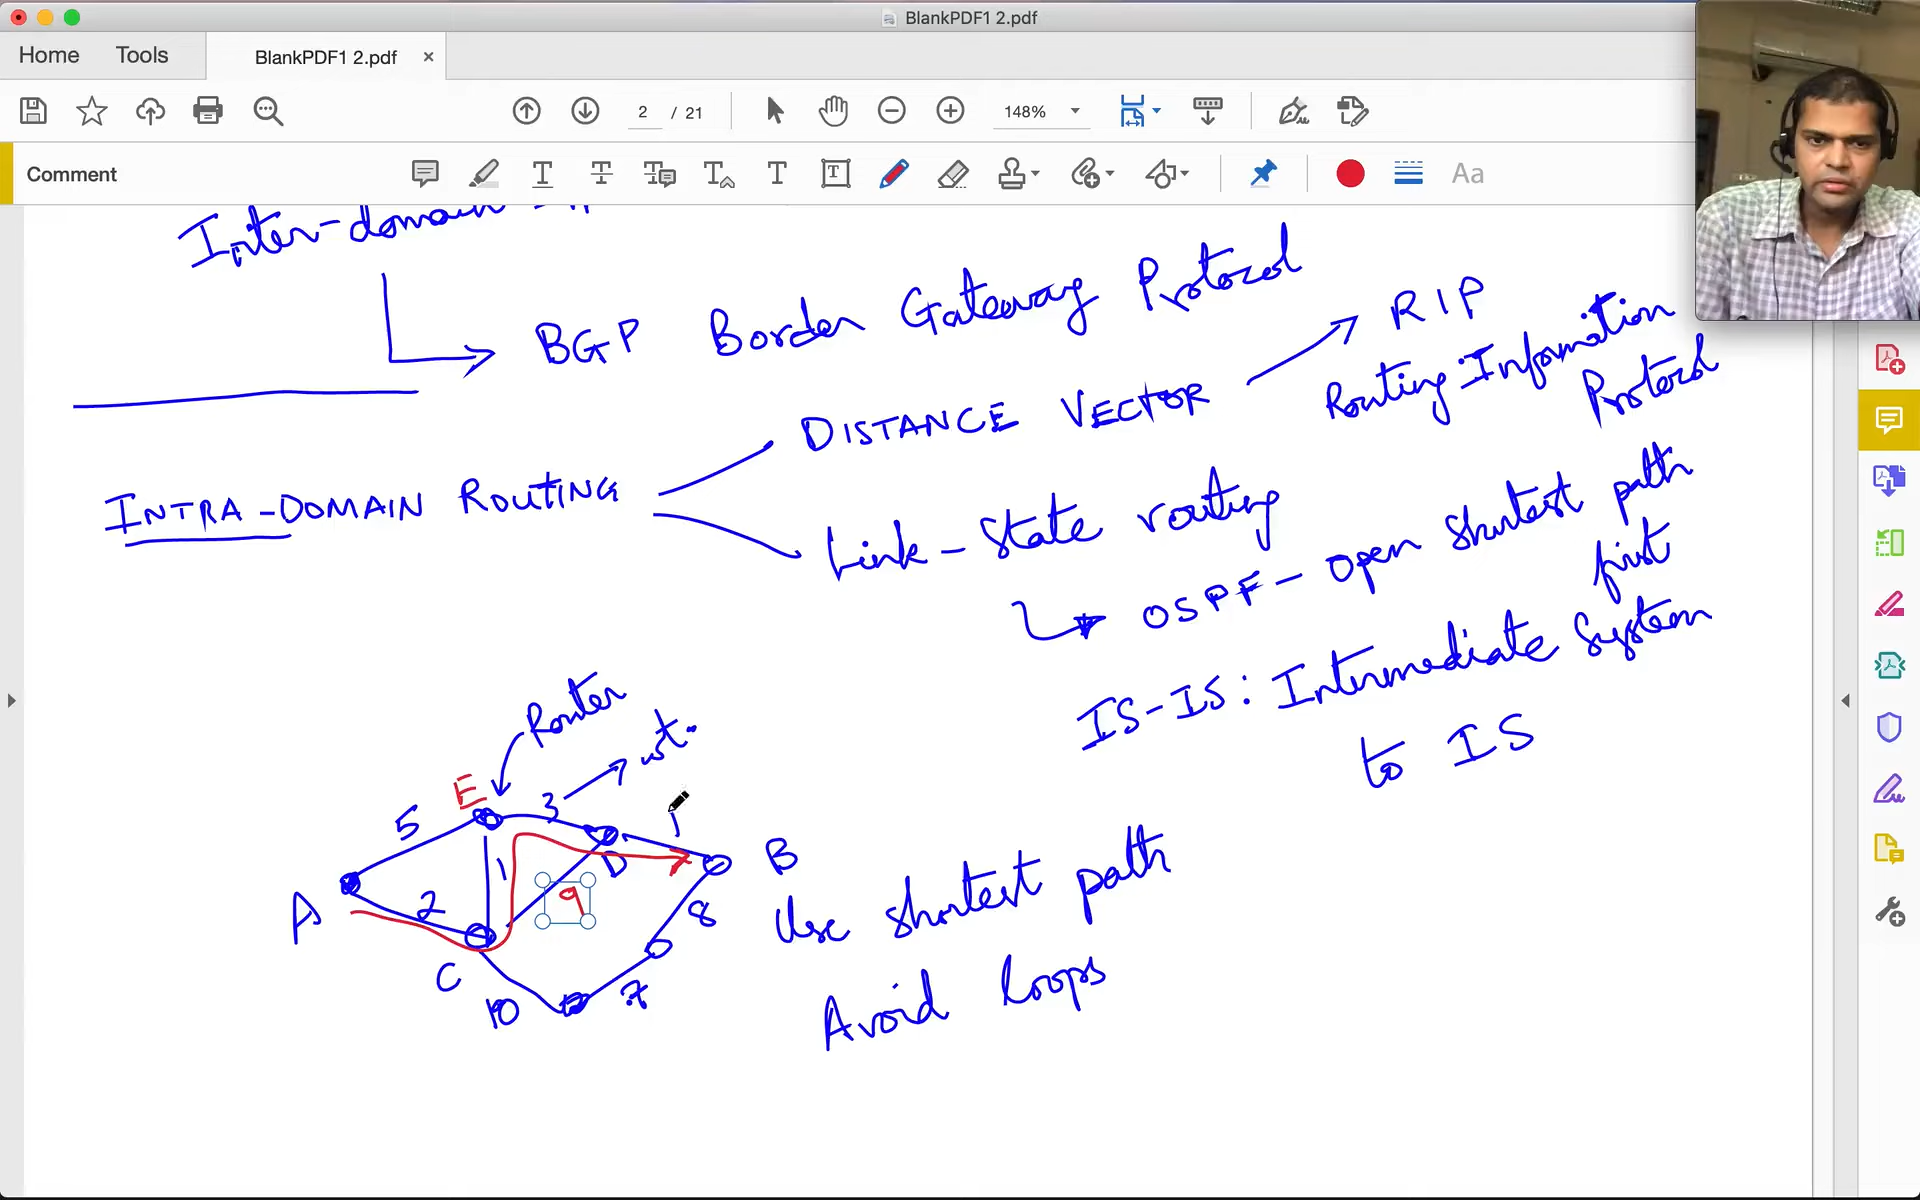 BlankPDF1 2.pdf
Home Tools BlankPDF1 2.pdf ×
2 / 21 148%
Comment Aa
Inter-domain
BGP Border Gateway Protocol
DISTANCE VECTOR RIP
Routing Information
Protocol
INTRA-DOMAIN ROUTING
Link-State routing
OSPF - Open Shortest path
first
IS-IS: Intermediate System
to IS
Router
wt.
E 3 1
5
A 2 1 D B
9
C 8
10 7
Use shortest path
Avoid loops